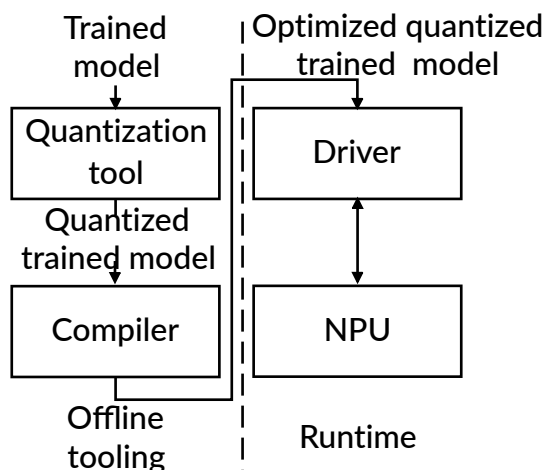 Trained
model
Quantization
tool
Quantized
trained model
Compiler
Offline
tooling
Optimized quantized
trained model
Driver
NPU
Runtime